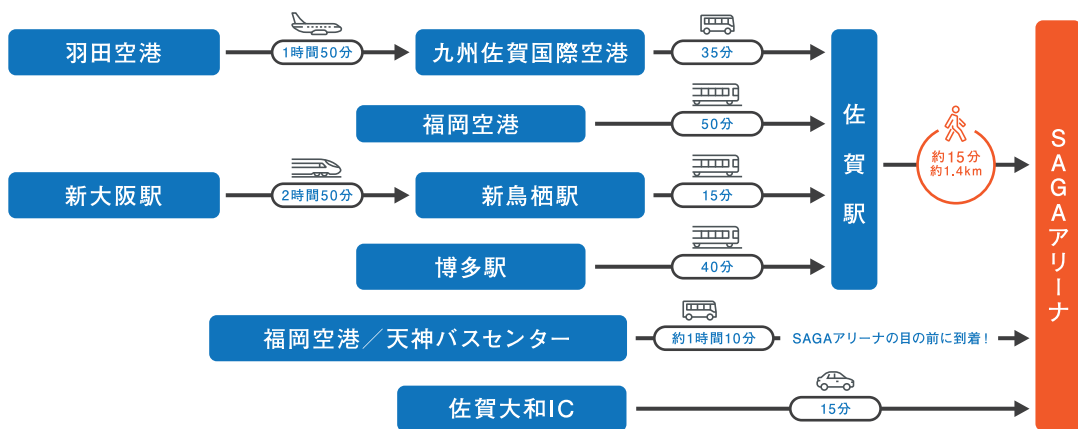 羽田空港
1時間50分
九州佐賀国際空港
35分
福岡空港
50分
新大阪駅
2時間50分
新鳥栖駅
15分
博多駅
40分
佐賀駅
約15分
約1.4km
福岡空港／天神バスセンター
約1時間10分
SAGAアリーナの目の前に到着！
佐賀大和IC
15分
SAGAアリーナ